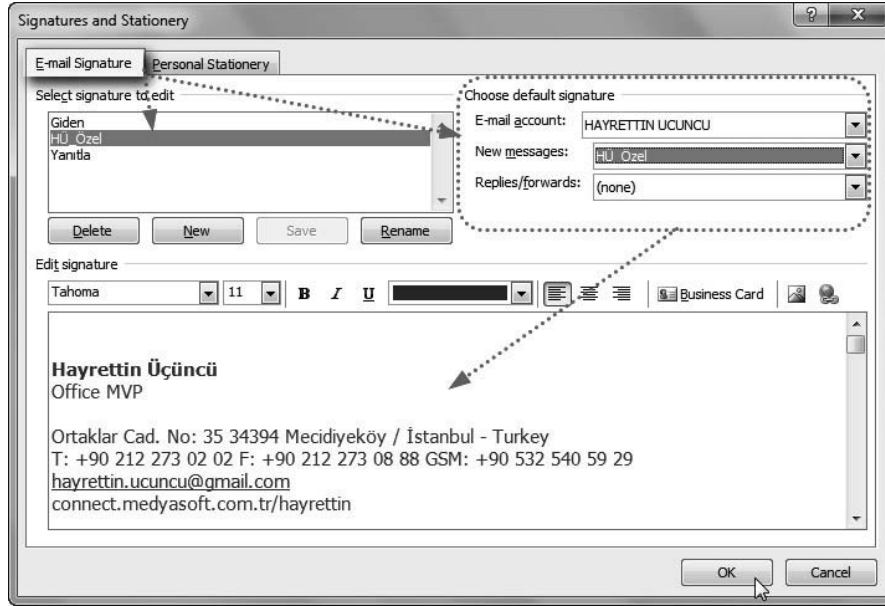 Signatures and Stationery
E-mail Signature Personal Stationery
Select signature to edit
Giden
HÜ_Özel
Yanıtla
Delete New Save Rename
Choose default signature
E-mail account: HAYRETTIN UCUNCU
New messages: HÜ_Özel
Replies/forwards: (none)
Edit signature
Tahoma 11 B I U Business Card
Hayrettin Üçüncü
Office MVP
Ortaklar Cad. No: 35 34394 Mecidiyeköy / İstanbul - Turkey
T: +90 212 273 02 02 F: +90 212 273 08 88 GSM: +90 532 540 59 29
hayrettin.ucuncu@gmail.com
connect.medyasoft.com.tr/hayrettin
OK Cancel